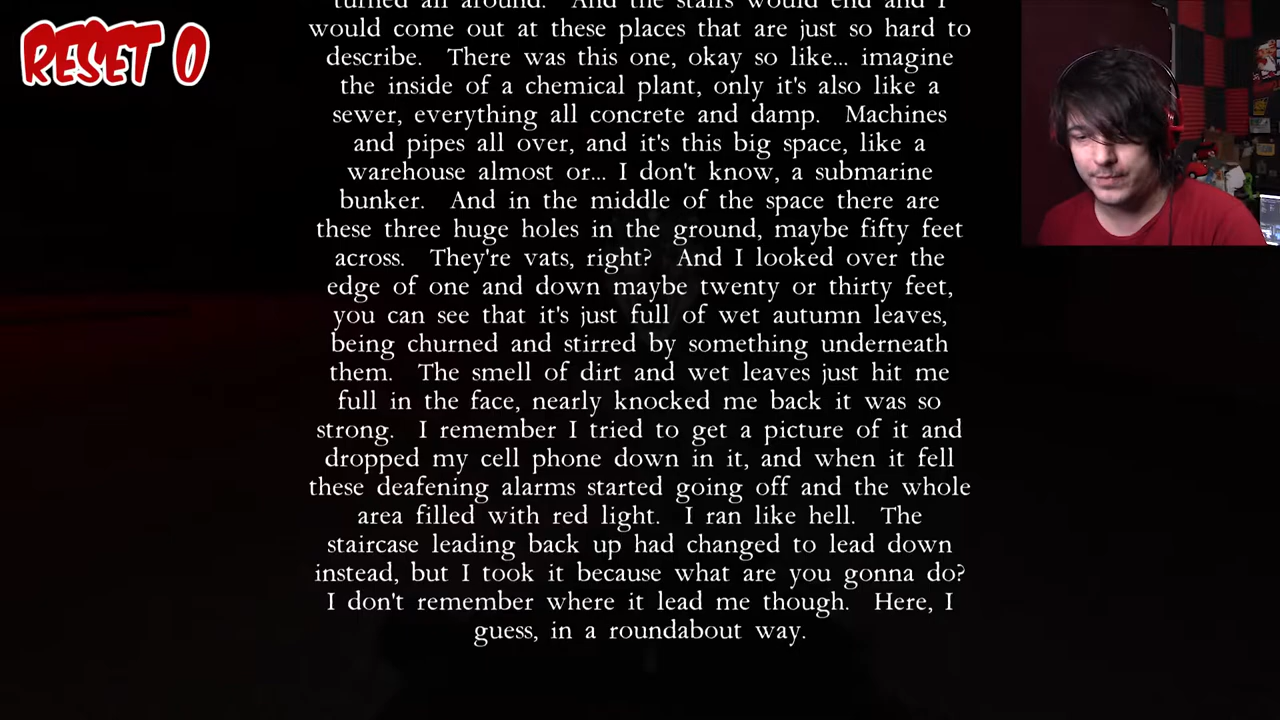 RESET 0
turned all around. And the stairs would end and I
would come out at these places that are just so hard to
describe. There was this one, okay so like... imagine
the inside of a chemical plant, only it's also like a
sewer, everything all concrete and damp. Machines
and pipes all over, and it's this big space, like a
warehouse almost or... I don't know, a submarine
bunker. And in the middle of the space there are
these three huge holes in the ground, maybe fifty feet
across. They're vats, right? And I looked over the
edge of one and down maybe twenty or thirty feet,
you can see that it's just full of wet autumn leaves,
being churned and stirred by something underneath
them. The smell of dirt and wet leaves just hit me
full in the face, nearly knocked me back it was so
strong. I remember I tried to get a picture of it and
dropped my cell phone down in it, and when it fell
these deafening alarms started going off and the whole
area filled with red light. I ran like hell. The
staircase leading back up had changed to lead down
instead, but I took it because what are you gonna do?
I don't remember where it lead me though. Here, I
guess, in a roundabout way.